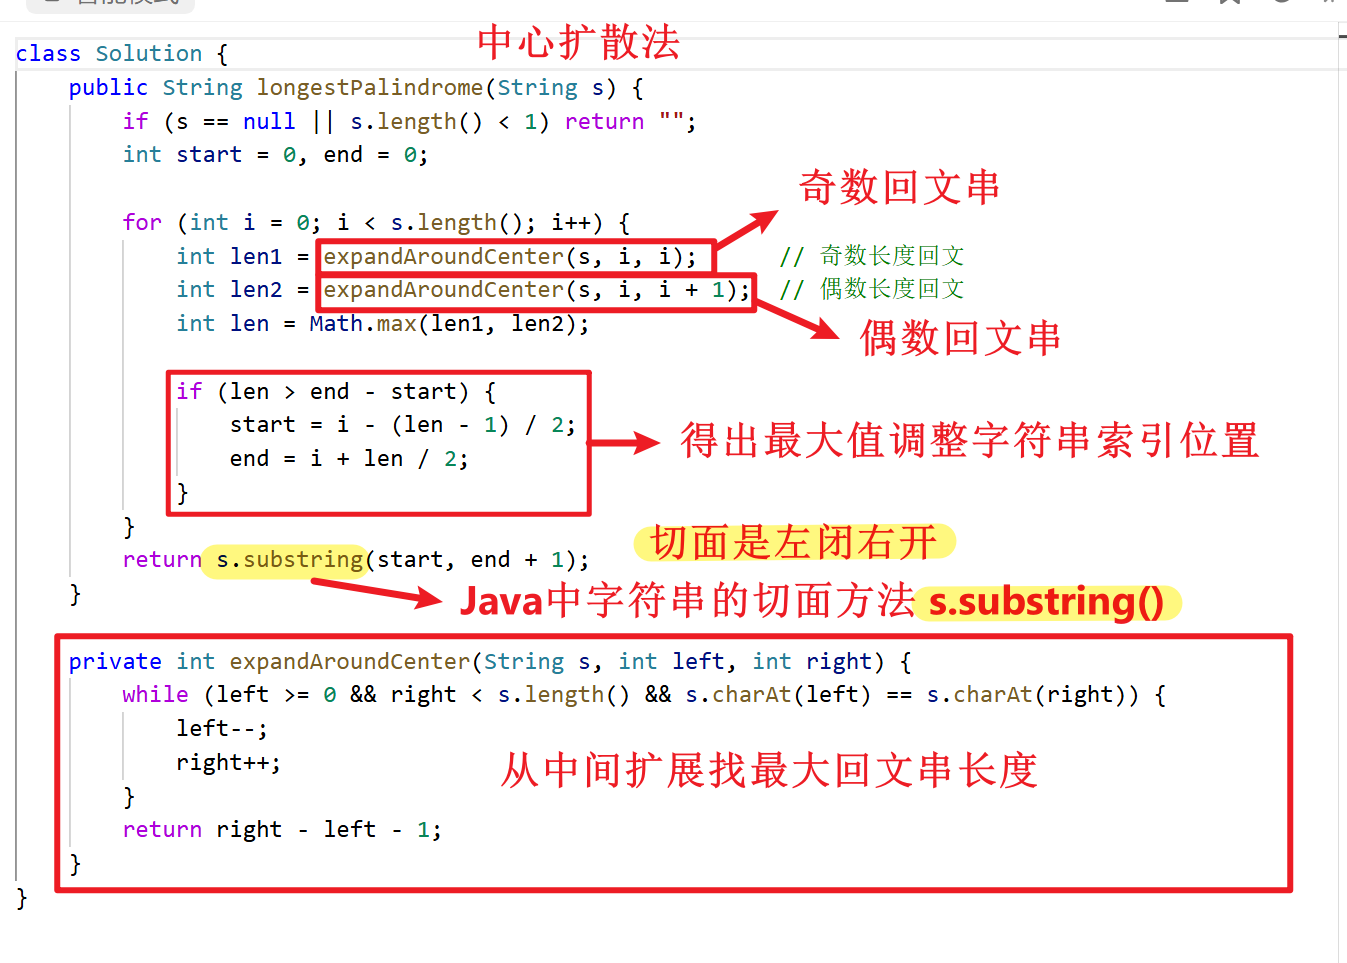 智能模式
中心扩散法
class Solution {
public String longestPalindrome(String s) {
if (s == null || s.length() < 1) return "";
int start = 0, end = 0;
奇数回文串
for (int i = 0; i < s.length(); i++) {
int len1 = expandAroundCenter(s, i, i); // 奇数长度回文
int len2 = expandAroundCenter(s, i, i + 1); // 偶数长度回文
int len = Math.max(len1, len2);
偶数回文串
if (len > end - start) {
start = i - (len - 1) / 2;
得出最大值调整字符串索引位置
end = i + len / 2;
}
}
切面是左闭右开
return s.substring(start, end + 1);
}
Java中字符串的切面方法 s.substring()
private int expandAroundCenter(String s, int left, int right) {
while (left >= 0 && right < s.length() && s.charAt(left) == s.charAt(right)) {
left--;
right++;
从中间扩展找最大回文串长度
}
return right - left - 1;
}
}